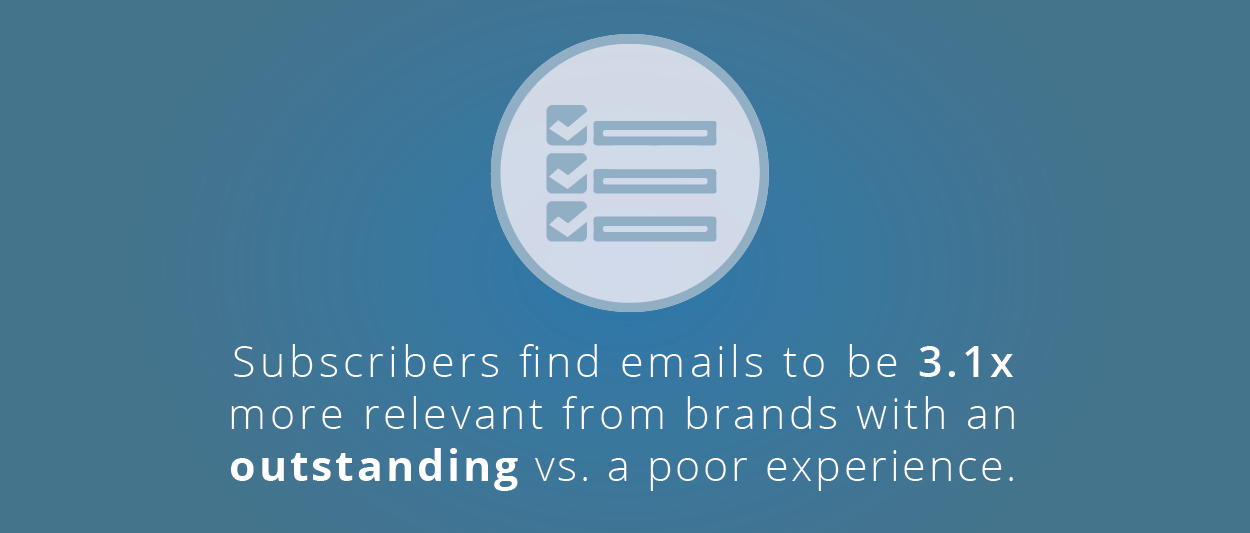 Subscribers find emails to be 3.1x
more relevant from brands with an
outstanding vs. a poor experience.